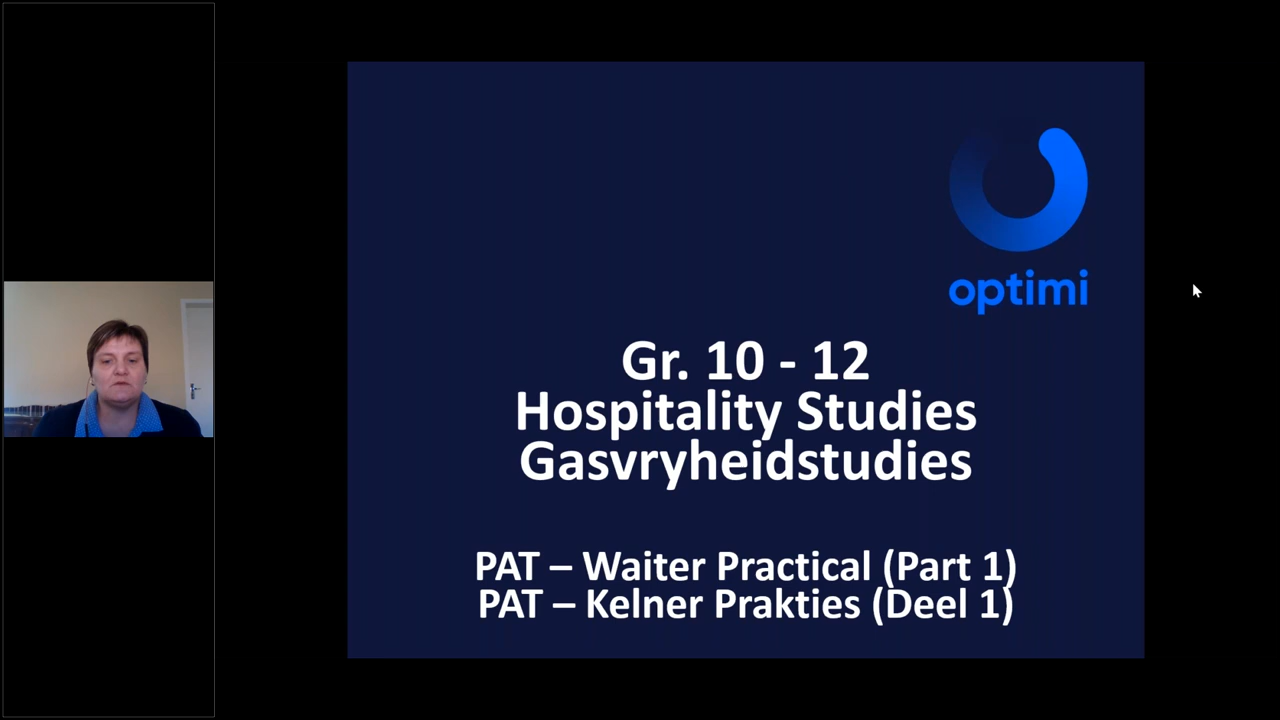 optimi
Gr. 10 - 12
Hospitality Studies
Gasvryheidstudies
PAT – Waiter Practical (Part 1)
PAT – Kelner Prakties (Deel 1)